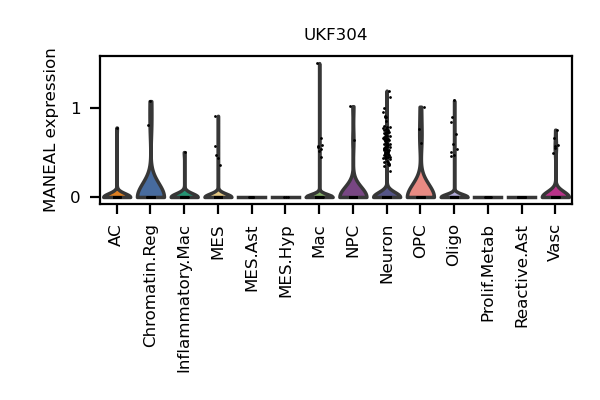 UKF304
MANEAL expression
1
0
AC
Chromatin.Reg
Inflammatory.Mac
MES
MES.Ast
MES.Hyp
Mac
NPC
Neuron
OPC
Oligo
Prolif.Metab
Reactive.Ast
Vasc